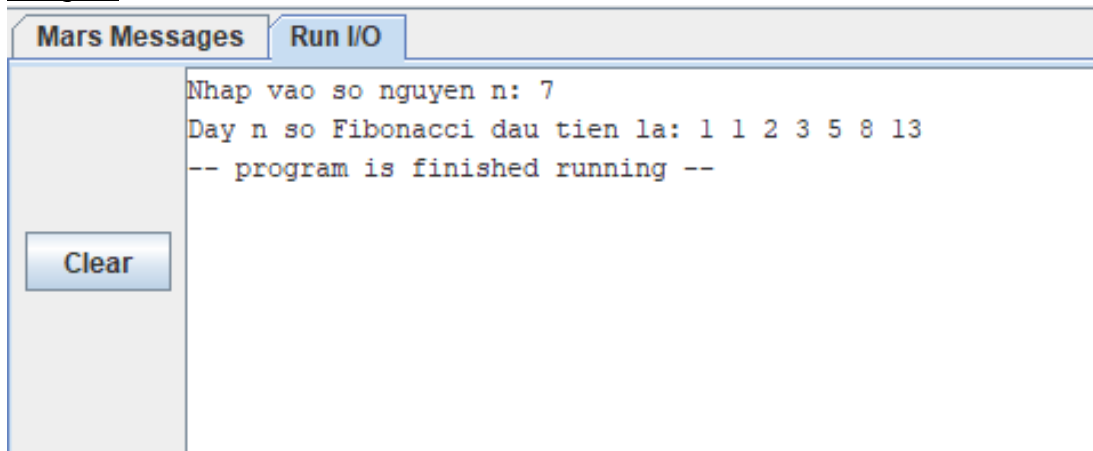 Mars Messages Run I/O
Nhap vao so nguyen n: 7
Day n so Fibonacci dau tien la: 1 1 2 3 5 8 13
-- program is finished running --
Clear